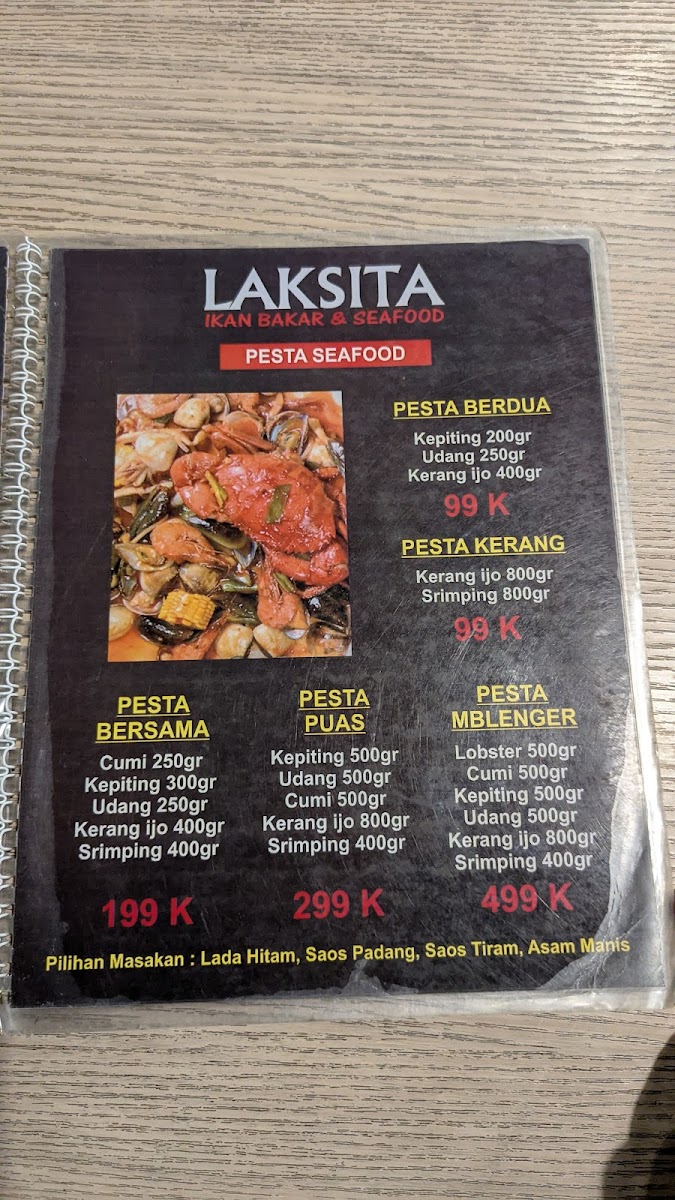 LAKSITA
IKAN BAKAR & SEAFOOD
PESTA SEAFOOD
PESTA BERDUA
Kepiting 200gr
Udang 250gr
Kerang ijo 400gr
99 K
PESTA KERANG
Kerang ijo 800gr
Srimping 800gr
99 K
PESTA
BERSAMA
Cumi 250gr
Kepiting 300gr
Udang 250gr
Kerang ijo 400gr
Srimping 400gr
199 K
PESTA
PUAS
Kepiting 500gr
Udang 500gr
Cumi 500gr
Kerang ijo 800gr
Srimping 400gr
299 K
PESTA
MBLENGER
Lobster 500gr
Cumi 500gr
Kepiting 500gr
Udang 500gr
Kerang ijo 800gr
Srimping 400gr
499 K
Pilihan Masakan : Lada Hitam, Saos Padang, Saos Tiram, Asam Manis